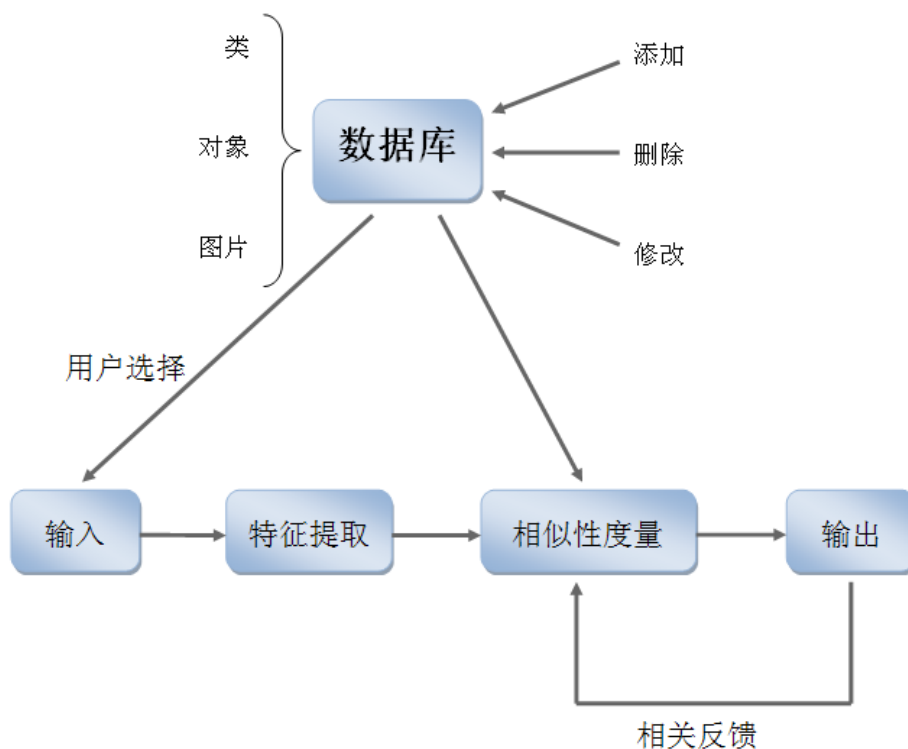 类
添加
数据库
对象
删除
图片
修改
用户选择
输入
特征提取
相似性度量
输出
相关反馈